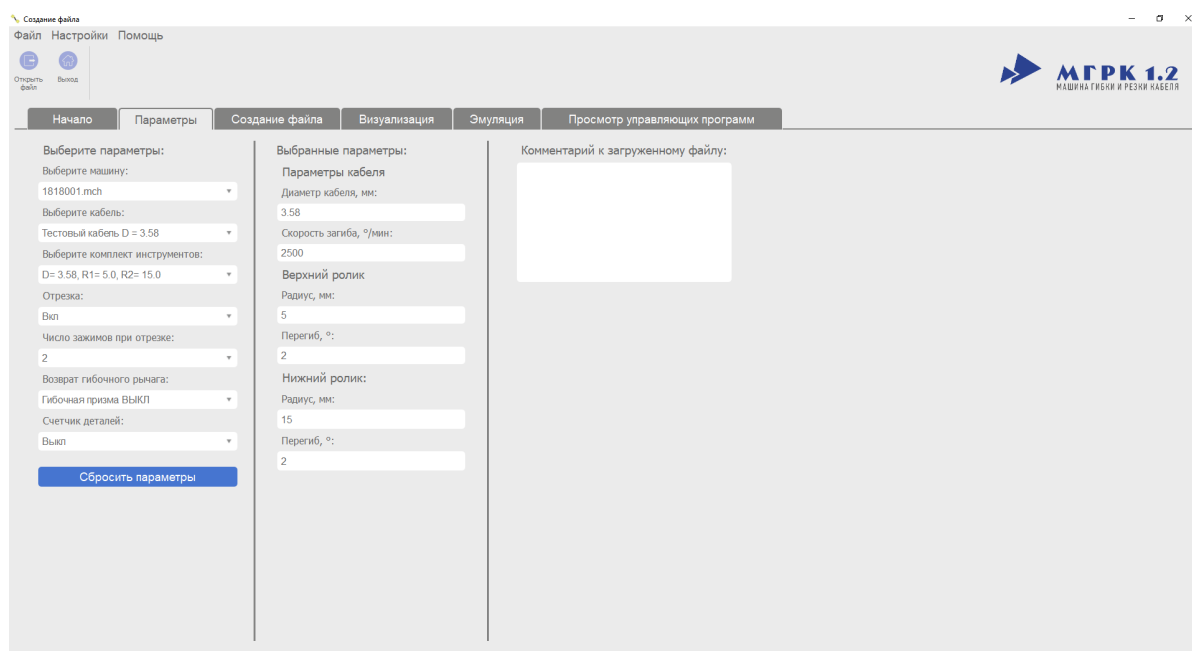 Создание файла
Файл Настройки Помощь
Открыть файл
Выход
МГРК 1.2
МАШИНА ГИБКИ И РЕЗКИ КАБЕЛЯ
Начало Параметры Создание файла Визуализация Эмуляция Просмотр управляющих программ
Выберите параметры:
Выберите машину:
1818001.mch
Выберите кабель:
Тестовый кабель D = 3.58
Выберите комплект инструментов:
D= 3.58, R1= 5.0, R2= 15.0
Отрезка:
Вкл
Число зажимов при отрезке:
2
Возврат гибочного рычага:
Гибочная призма ВЫКЛ
Счетчик деталей:
Выкл
Сбросить параметры
Выбранные параметры:
Параметры кабеля
Диаметр кабеля, мм:
3.58
Скорость загиба, °/мин:
2500
Верхний ролик
Радиус, мм:
5
Перегиб, °:
2
Нижний ролик:
Радиус, мм:
15
Перегиб, °:
2
Комментарий к загруженному файлу: